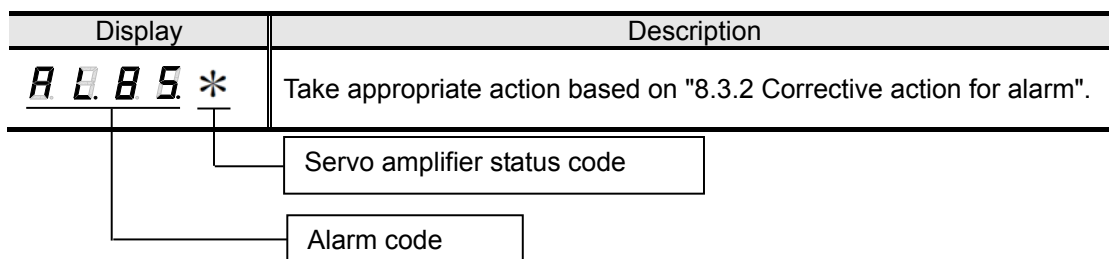 Display Description
A L. 8 5. * Take appropriate action based on "8.3.2 Corrective action for alarm".
Servo amplifier status code
Alarm code